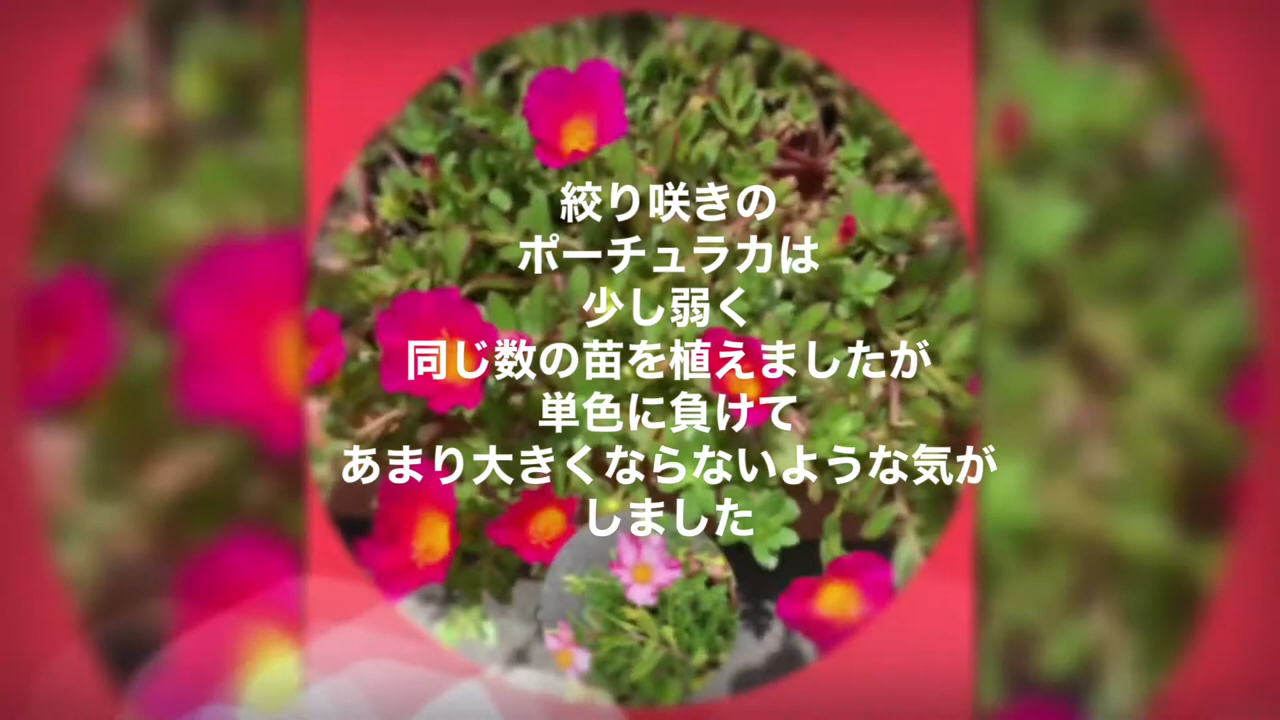 絞り咲きの
ポーチュラカは
少し弱く
同じ数の苗を植えましたが
単色に負けて
あまり大きくならないような気が
しました